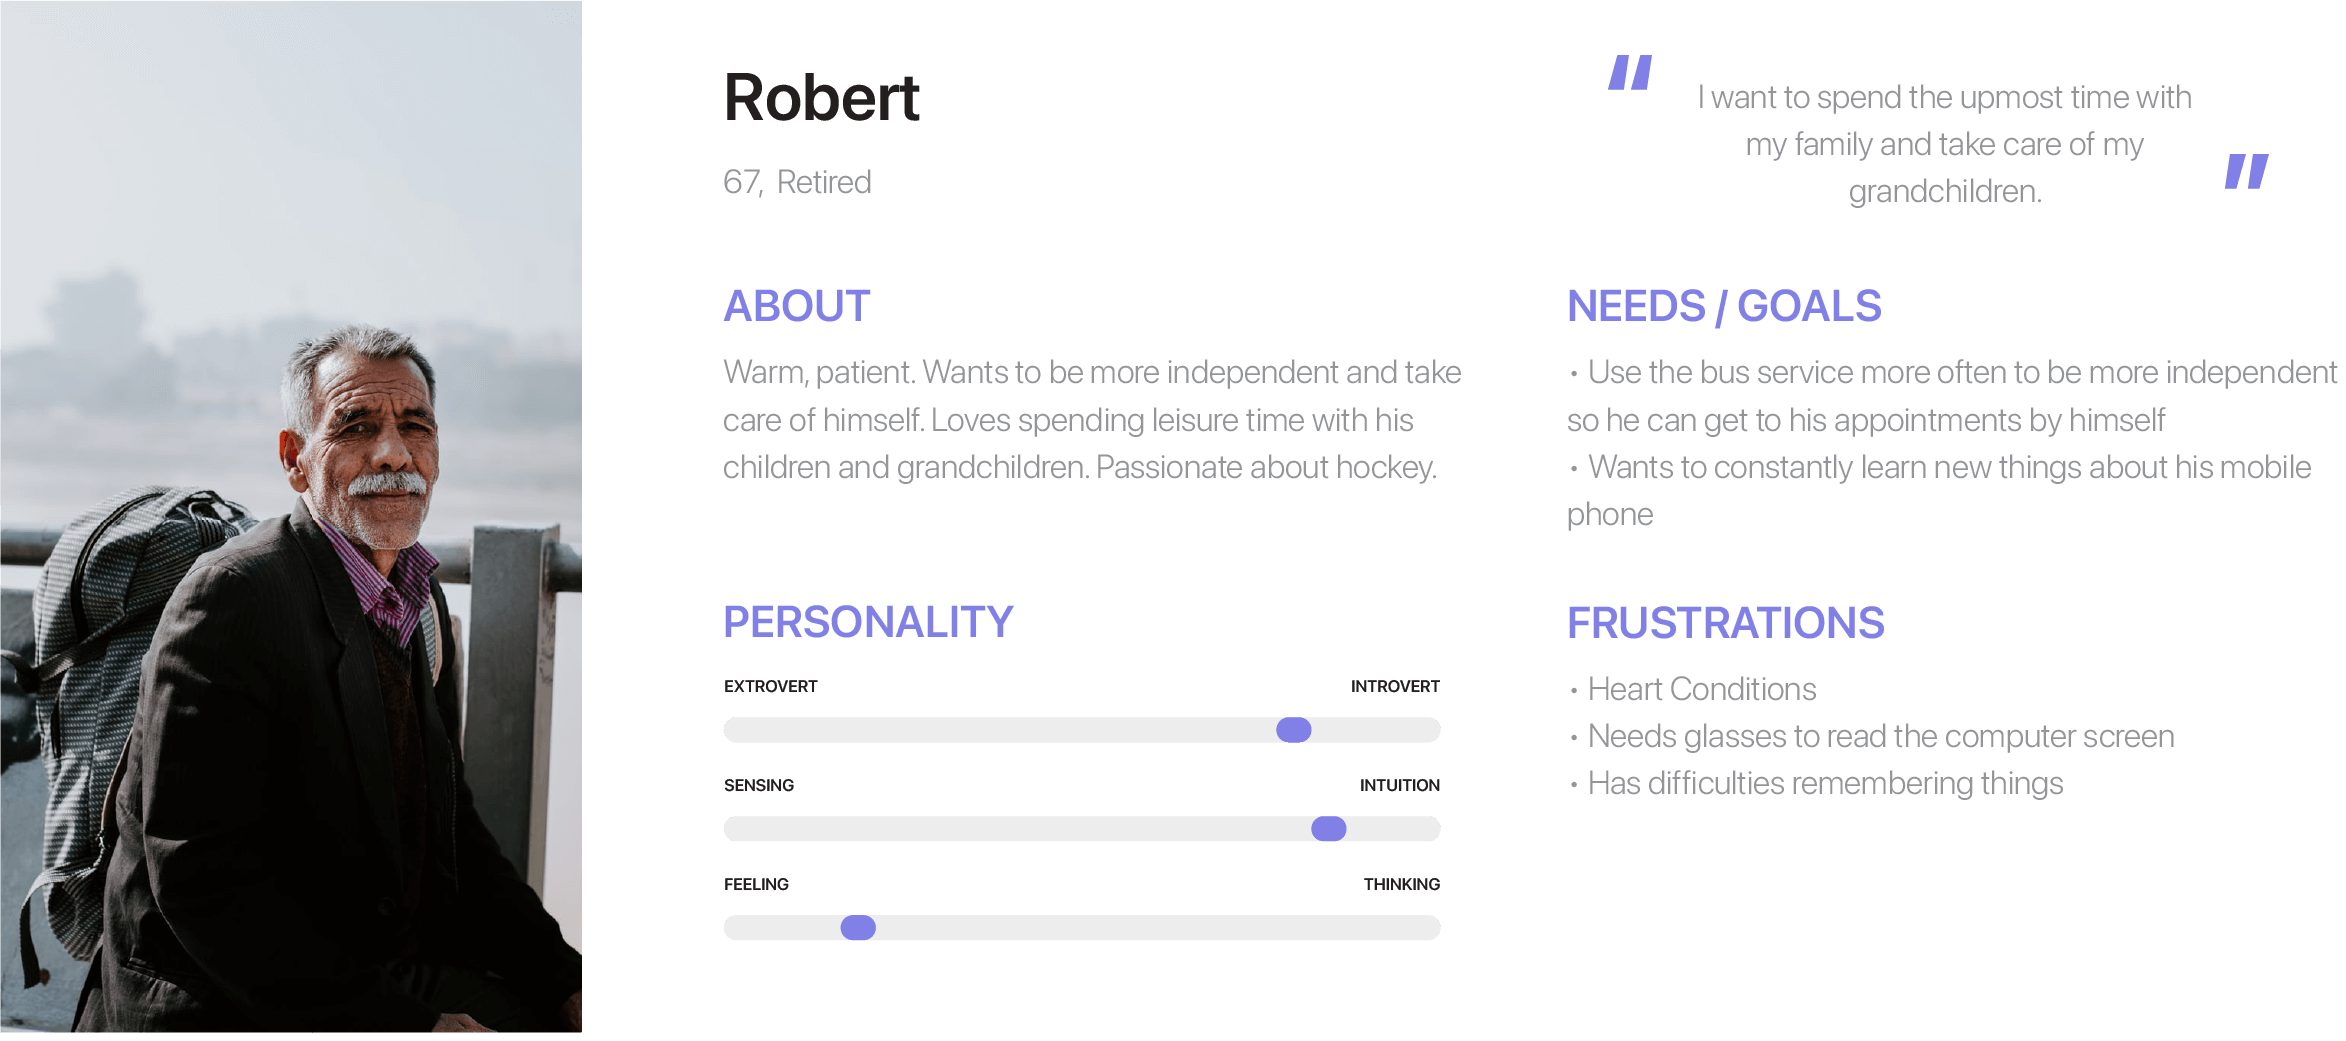 Robert
67, Retired
"
I want to spend the upmost time with
my family and take care of my
grandchildren.
"
ABOUT
Warm, patient. Wants to be more independent and take
care of himself. Loves spending leisure time with his
children and grandchildren. Passionate about hockey.
NEEDS / GOALS
• Use the bus service more often to be more independent
so he can get to his appointments by himself
• Wants to constantly learn new things about his mobile
phone
PERSONALITY
EXTROVERT INTROVERT
SENSING INTUITION
FEELING THINKING
FRUSTRATIONS
• Heart Conditions
• Needs glasses to read the computer screen
• Has difficulties remembering things